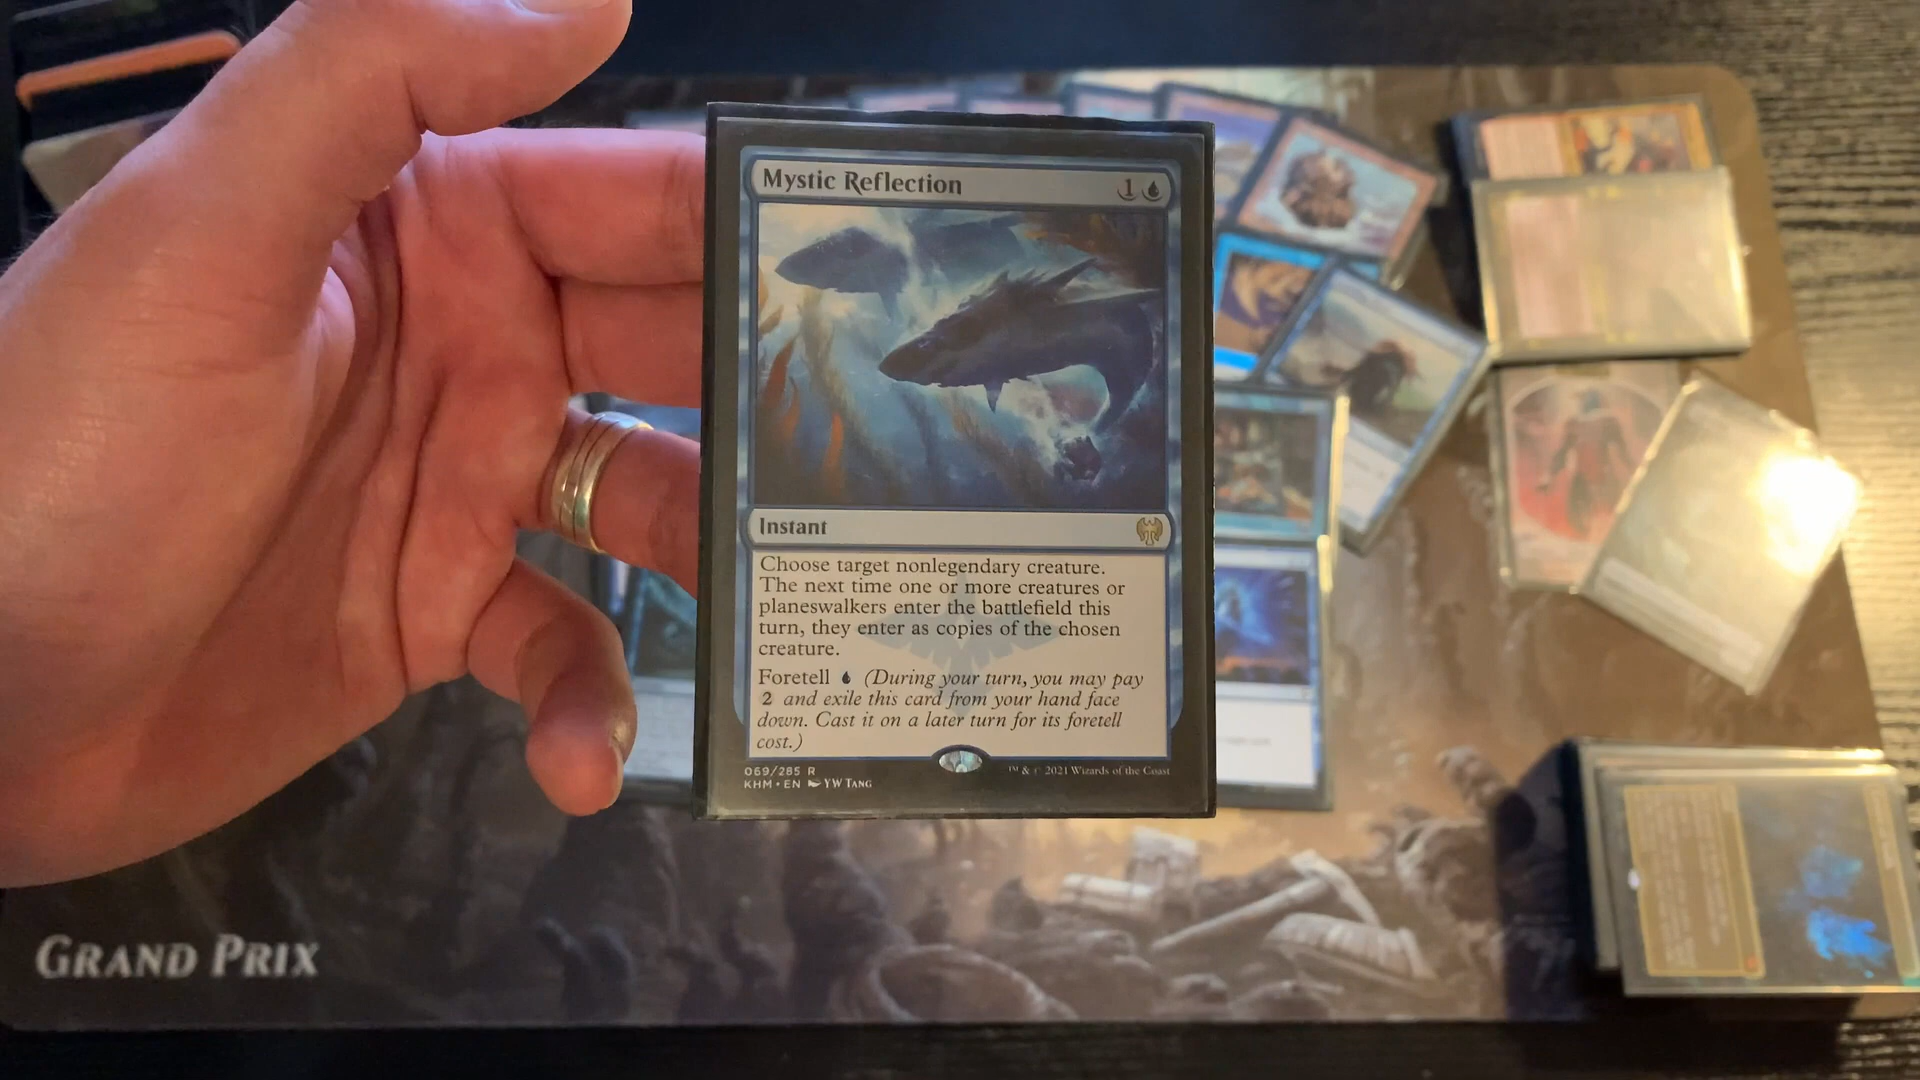 Mystic Reflection 1
Instant
Choose target nonlegendary creature.
The next time one or more creatures or
planeswalkers enter the battlefield this
turn, they enter as copies of the chosen
creature.
Foretell (During your turn, you may pay
2 and exile this card from your hand face
down. Cast it on a later turn for its foretell
cost.)
069/285 R
KHM • EN YW Tang
™ & © 2021 Wizards of the Coast
Grand Prix